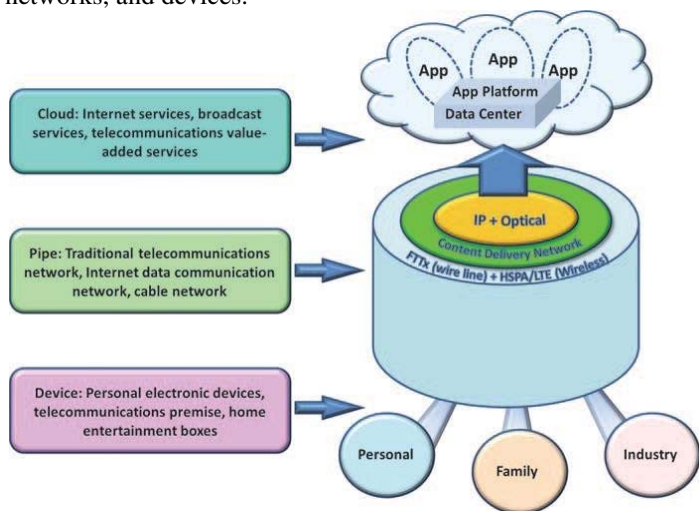 networks, and devices.
App
App
App
App Platform
Data Center
Cloud: Internet services, broadcast
services, telecommunications value-
added services
IP + Optical
Content Delivery Network
FTTx (wire line) + HSPA/LTE (Wireless)
Pipe: Traditional telecommunications
network, Internet data communication
network, cable network
Device: Personal electronic devices,
telecommunications premise, home
entertainment boxes
Personal
Family
Industry